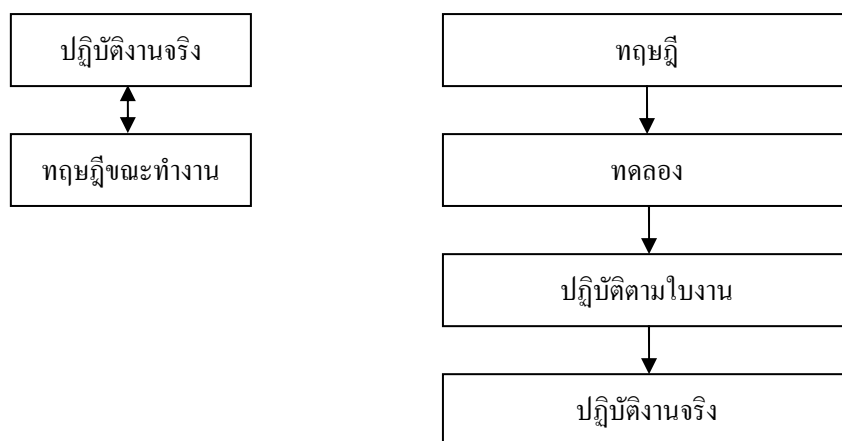 ปฏิบัติงานจริง
ทฤษฎีขณะทำงาน
ทฤษฎี
ทดลอง
ปฏิบัติตามใบงาน
ปฏิบัติงานจริง